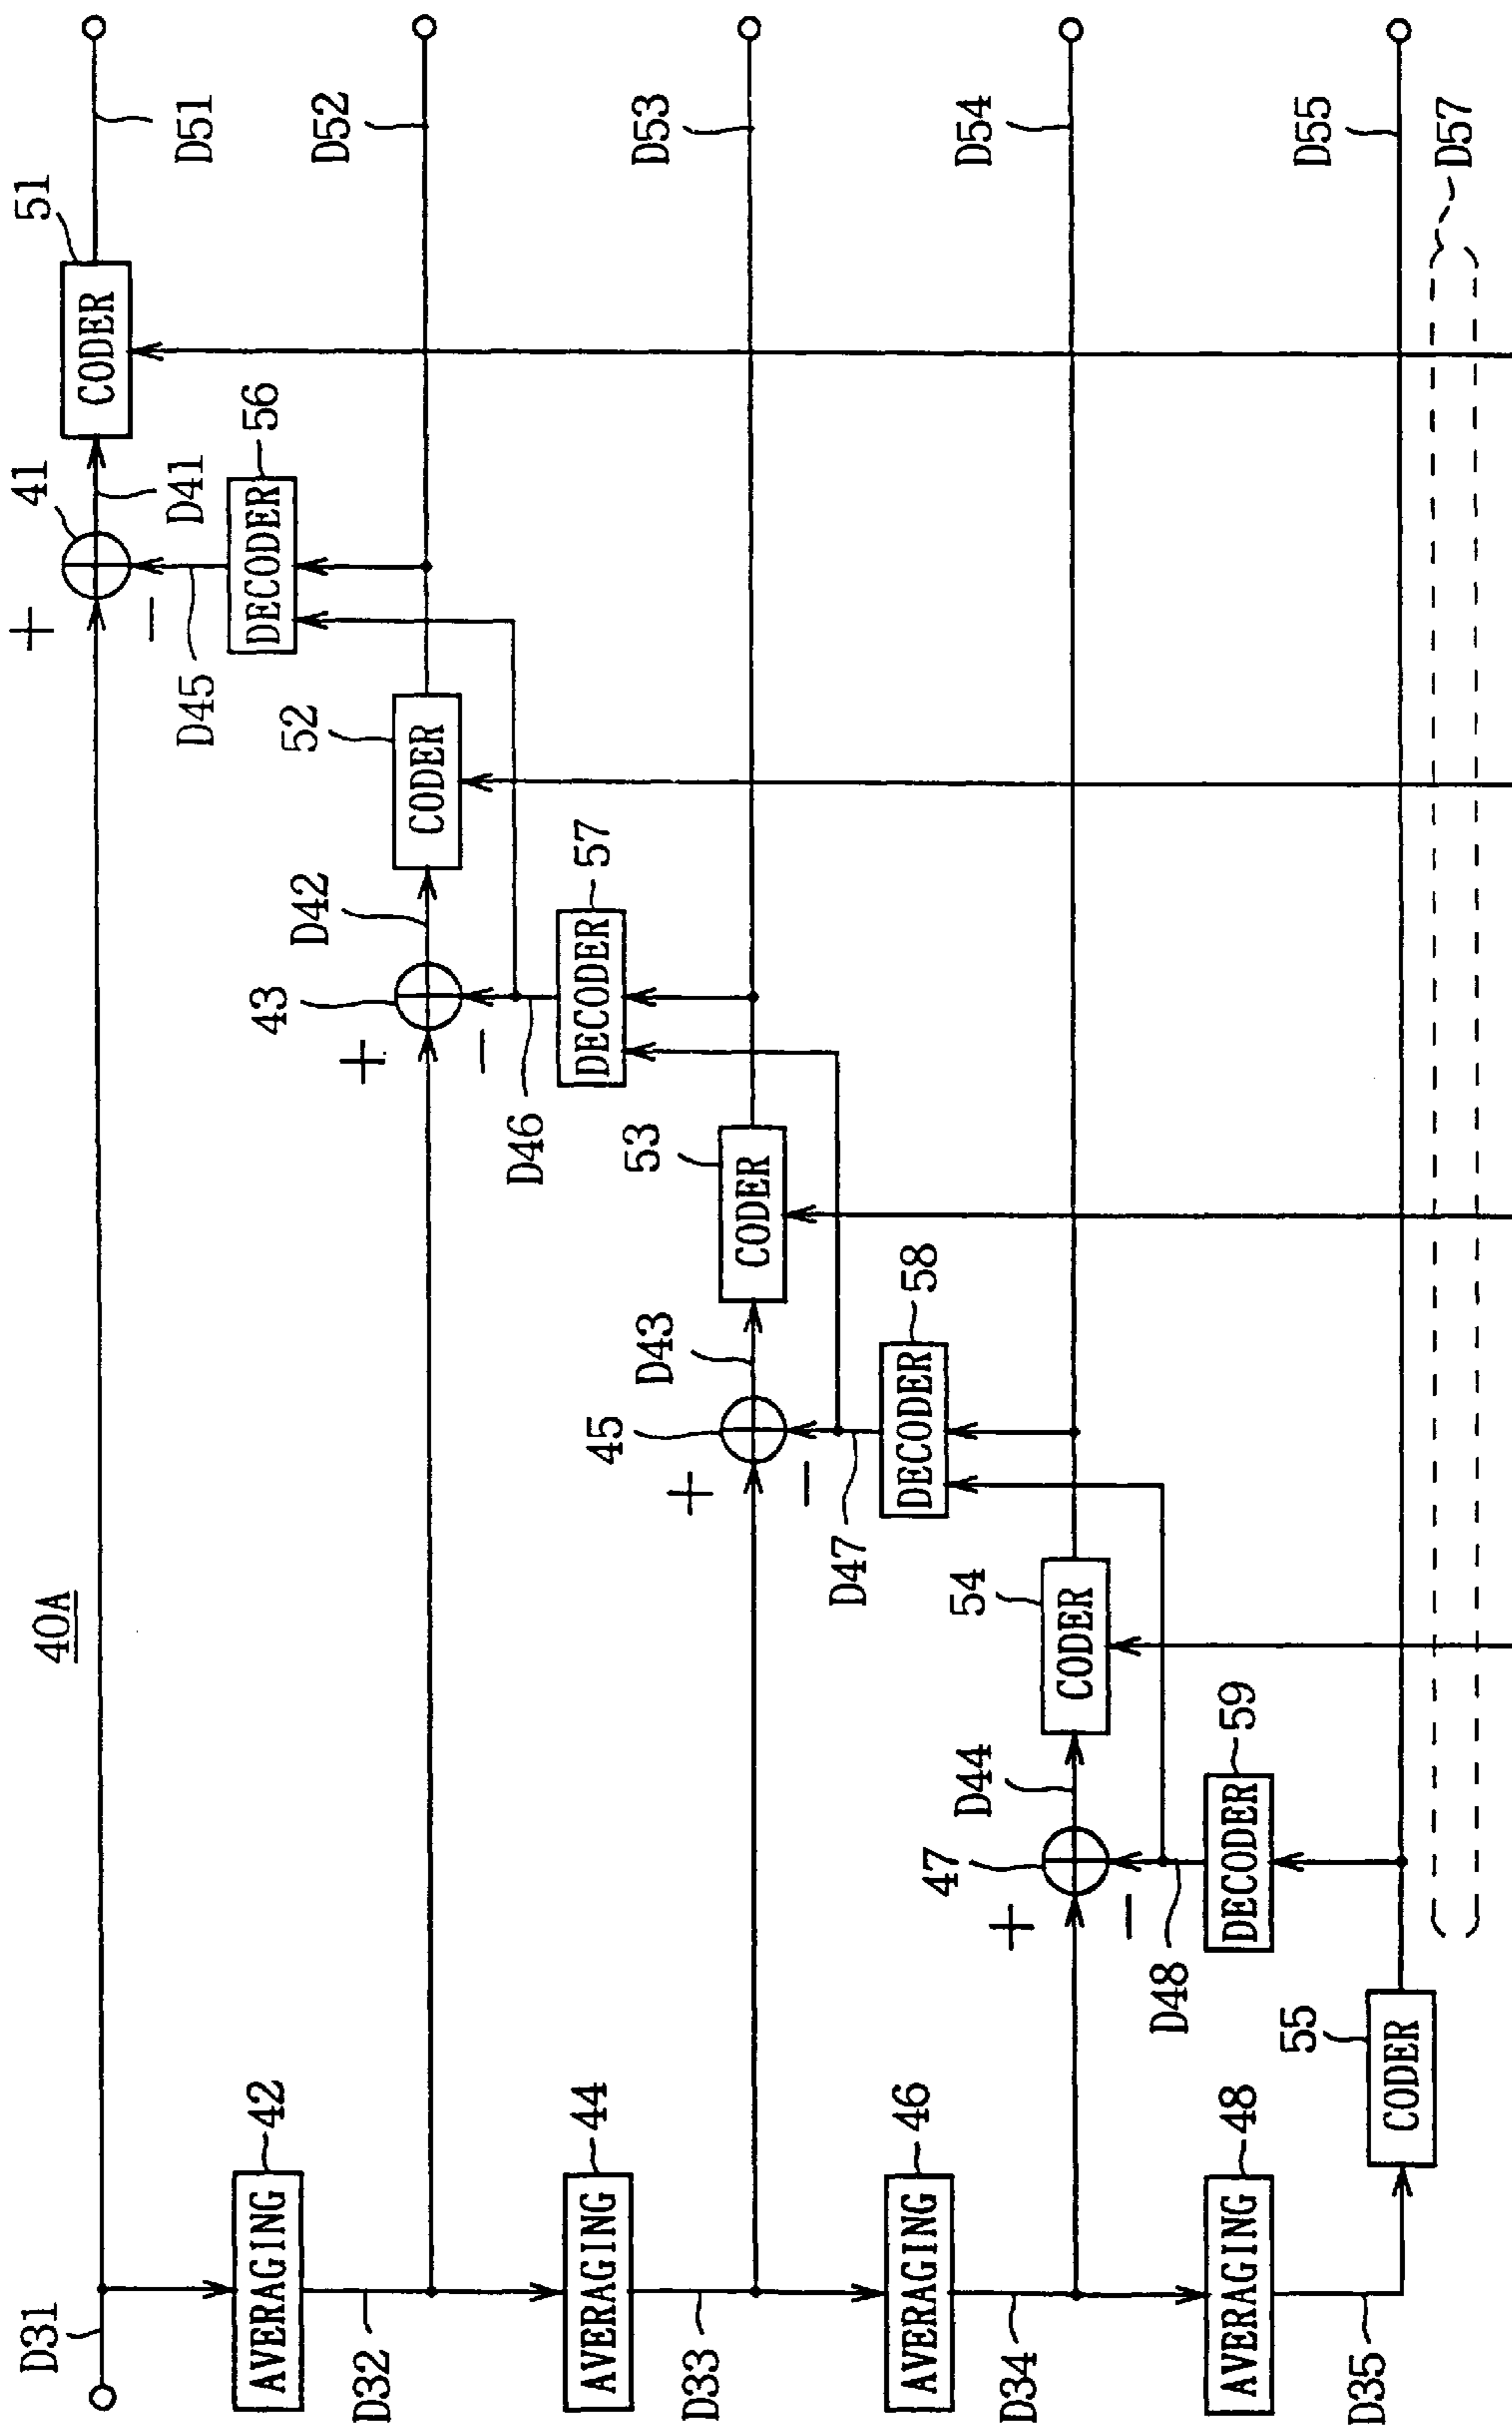 40A
D31
+
41
51
CODER
−
D41
D51
AVERAGING
42
D45
DECODER
56
D32
+
43
D42
52
CODER
D52
−
AVERAGING
44
D46
DECODER
57
D33
+
45
D43
53
CODER
D53
−
AVERAGING
46
D47
DECODER
58
D34
+
47
D44
54
CODER
D54
−
AVERAGING
48
D48
DECODER
59
D35
55
CODER
D55
D57